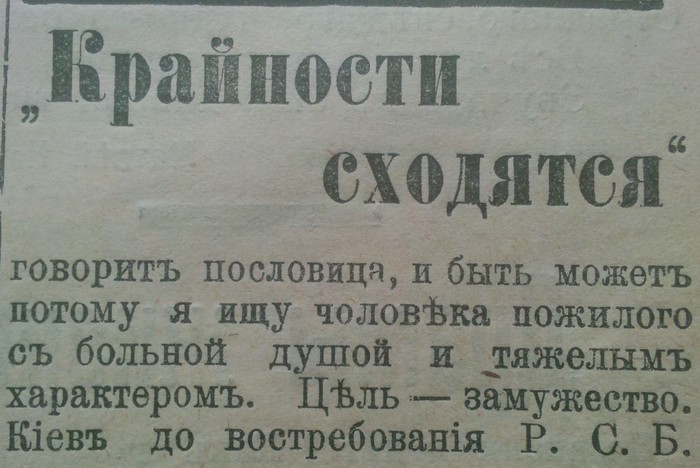 „Крайности
сходятся“
говоритъ пословица, и быть можетъ
потому я ищу чоловѣка пожилого
съ больной душой и тяжелымъ
характеромъ. Цѣль — замужество.
Кіевъ до востребованія Р. С. Б.